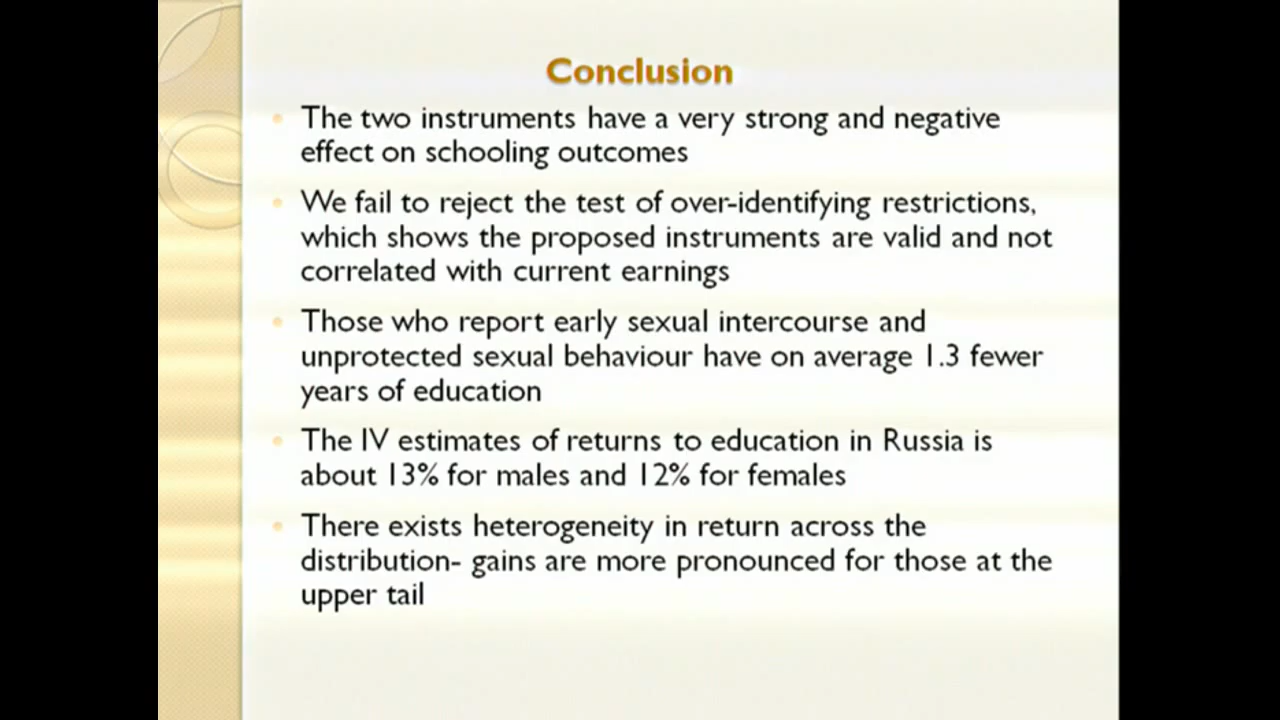 Conclusion
The two instruments have a very strong and negative
effect on schooling outcomes
We fail to reject the test of over-identifying restrictions,
which shows the proposed instruments are valid and not
correlated with current earnings
Those who report early sexual intercourse and
unprotected sexual behaviour have on average 1.3 fewer
years of education
The IV estimates of returns to education in Russia is
about 13% for males and 12% for females
There exists heterogeneity in return across the
distribution- gains are more pronounced for those at the
upper tail